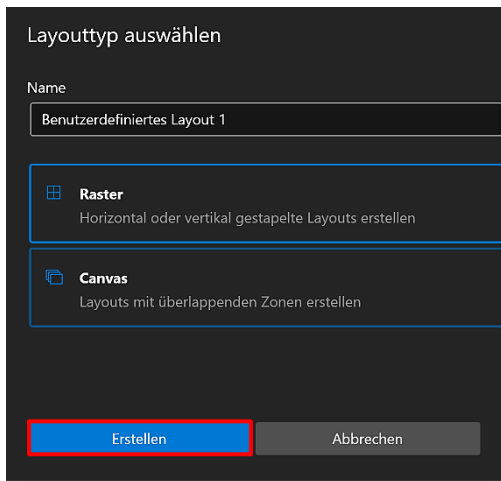 Layouttyp auswählen
Name
Benutzerdefiniertes Layout 1
Raster
Horizontal oder vertikal gestapelte Layouts erstellen
Canvas
Layouts mit überlappenden Zonen erstellen
Erstellen
Abbrechen